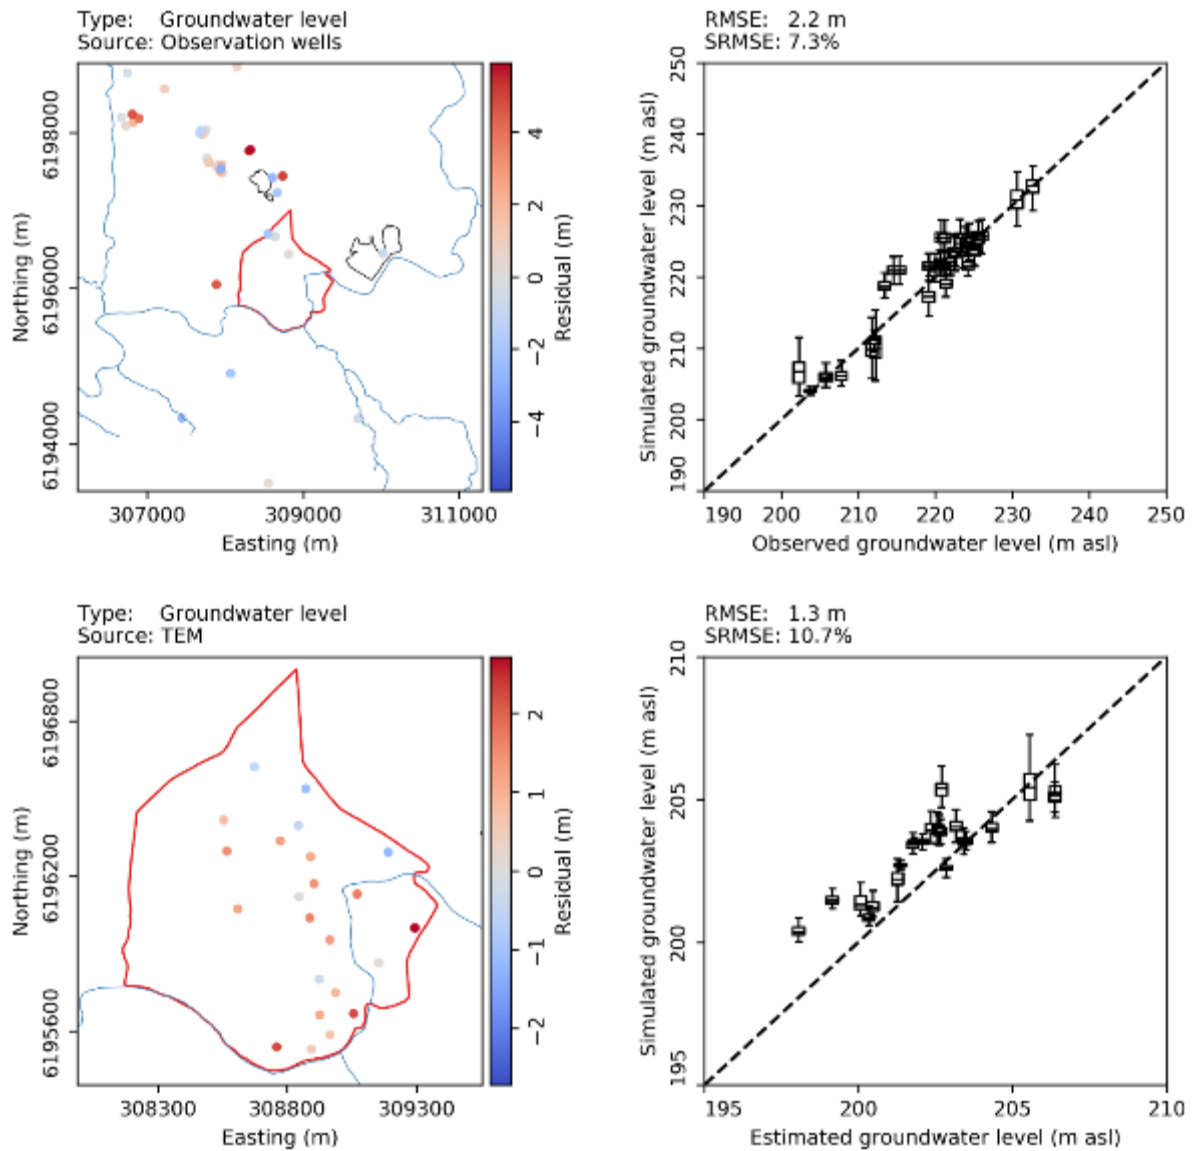 Type: Groundwater level
Source: Observation wells
6198000
6196000
6194000
Northing (m)
307000 309000 311000
Easting (m)
4
2
0
−2
−4
Residual (m)
RMSE: 2.2 m
SRMSE: 7.3%
250
240
230
220
210
200
190
Simulated groundwater level (m asl)
190 200 210 220 230 240 250
Observed groundwater level (m asl)
Type: Groundwater level
Source: TEM
6196800
6196200
6195600
Northing (m)
308300 308800 309300
Easting (m)
2
1
0
−1
−2
Residual (m)
RMSE: 1.3 m
SRMSE: 10.7%
210
205
200
195
Simulated groundwater level (m asl)
195 200 205 210
Estimated groundwater level (m asl)